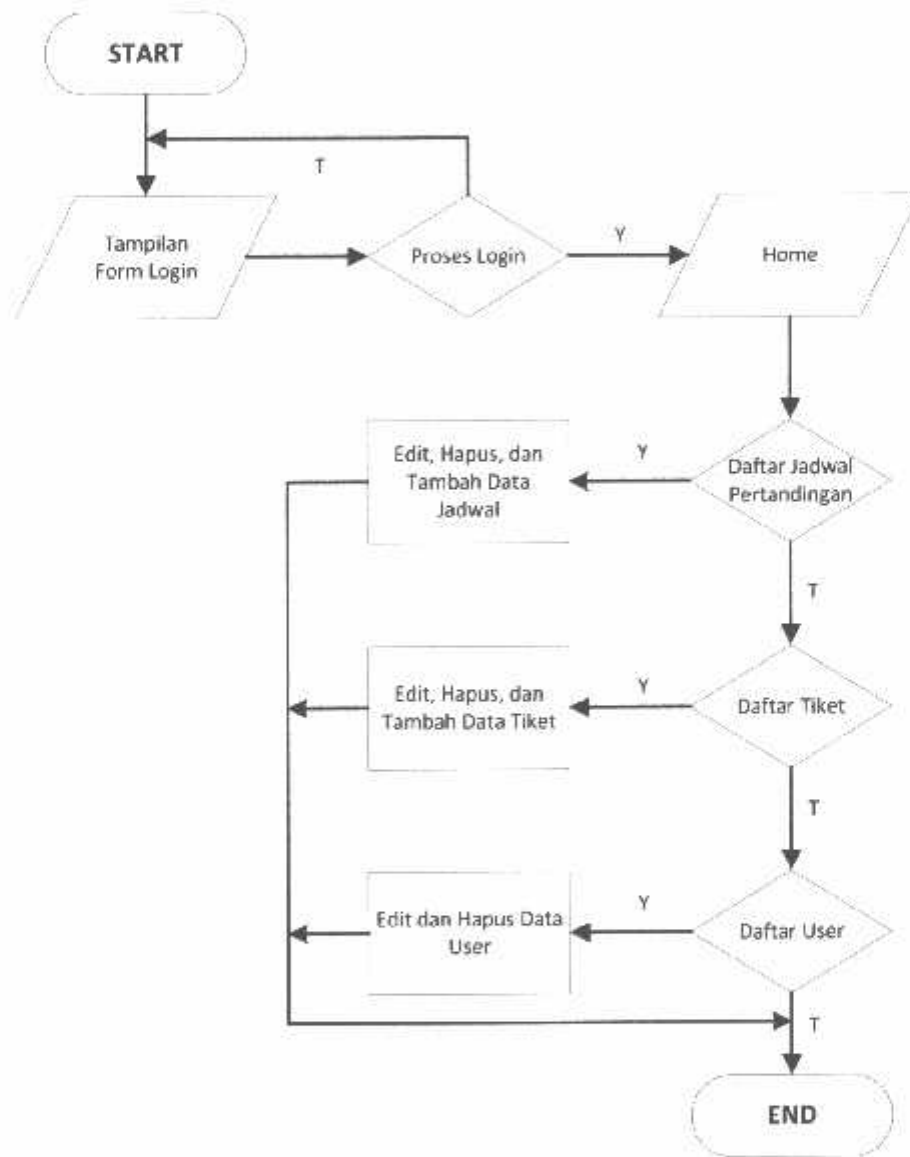 START
T
Tampilan
Form Login
Proses Login
Y
Home
Edit, Hapus, dan
Tambah Data
Jadwal
Y
Daftar Jadwal
Pertandingan
T
Edit, Hapus, dan
Tambah Data Tiket
Y
Daftar Tiket
T
Edit dan Hapus Data
User
Y
Daftar User
T
END